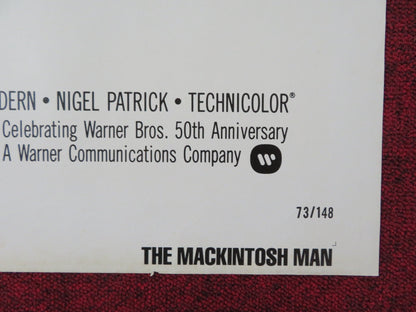 DERN • NIGEL PATRICK • TECHNICOLOR®
Celebrating Warner Bros. 50th Anniversary
A Warner Communications Company
73/148
THE MACKINTOSH MAN